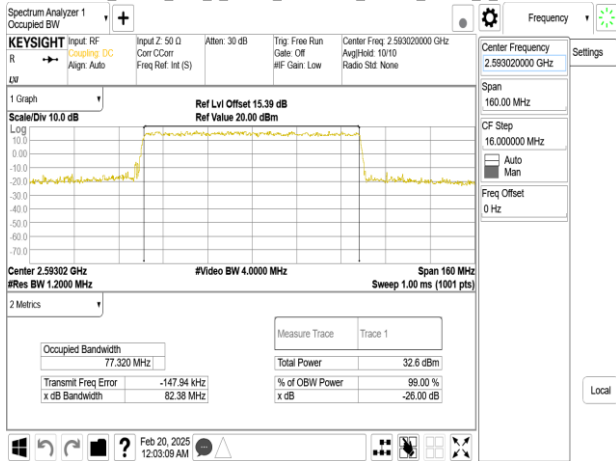 Spectrum Analyzer 1
Occupied BW
+
Frequency
KEYSIGHT
R
LXI
Input: RF
Coupling: DC
Align: Auto
Input Z: 50 Ω
Corr CCorr
Freq Ref: Int (S)
Atten: 30 dB
Trig: Free Run
Gate: Off
#IF Gain: Low
Center Freq: 2.593020000 GHz
Avg|Hold: 10/10
Radio Std: None
Center Frequency
2.593020000 GHz
Settings
Span
160.00 MHz
CF Step
16.000000 MHz
Auto
Man
Freq Offset
0 Hz
Local
1 Graph
Scale/Div 10.0 dB
Ref Lvl Offset 15.39 dB
Ref Value 20.00 dBm
Log
10.0
0.00
-10.0
-20.0
-30.0
-40.0
-50.0
-60.0
-70.0
Center 2.59302 GHz
#Res BW 1.2000 MHz
#Video BW 4.0000 MHz
Span 160 MHz
Sweep 1.00 ms (1001 pts)
2 Metrics
Occupied Bandwidth
77.320 MHz
Transmit Freq Error -147.94 kHz
x dB Bandwidth 82.38 MHz
Measure Trace Trace 1
Total Power 32.6 dBm
% of OBW Power 99.00 %
x dB -26.00 dB
?
Feb 20, 2025
12:03:09 AM